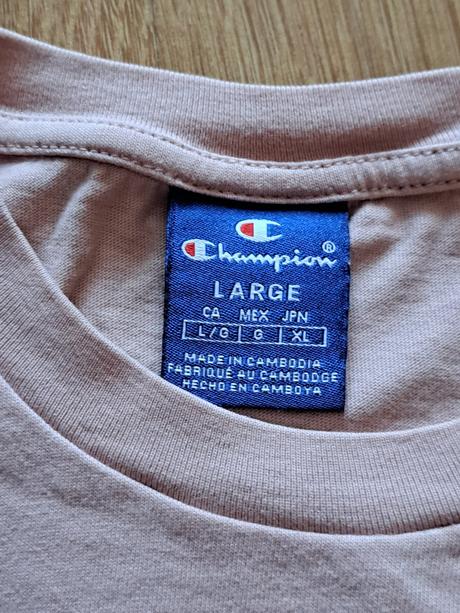 Champion®
LARGE
CA MEX JPN
L/G G XL
MADE IN CAMBODIA
FABRIQUÉ AU CAMBODGE
HECHO EN CAMBOYA